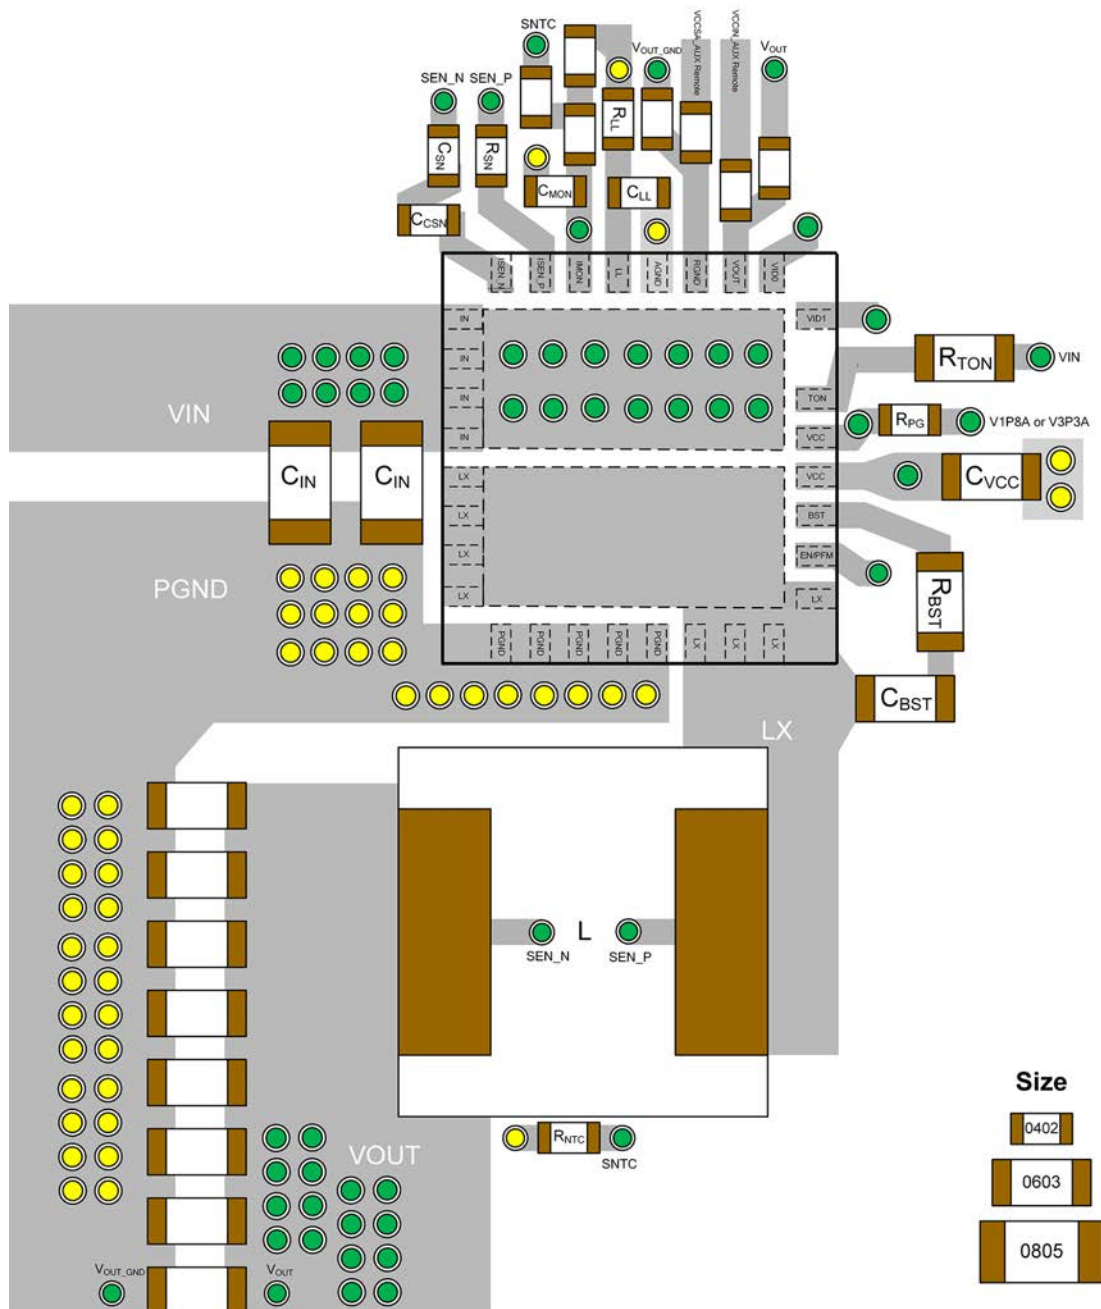 SNTC
VCCSA_AUX Remote
VCCIN_AUX Remote
VOUT_GND
VOUT
SEN_N
SEN_P
CSN
RSN
RLL
CMON
CLL
CCSN
ISEN_N
ISEN_P
IMON
LL
AGND
RGND
VOUT
VID0
IN
VID1
IN
RTON
VIN
VIN
IN
TON
RPG
V1P8A or V3P3A
IN
VCC
CIN
CIN
LX
VCC
CVCC
LX
BST
PGND
LX
EN/PFM
RBST
LX
LX
PGND
PGND
PGND
PGND
PGND
LX
LX
LX
CBST
LX
L
SEN_N
SEN_P
Size
0402
RNTC
VOUT
SNTC
0603
0805
VOUT_GND
VOUT